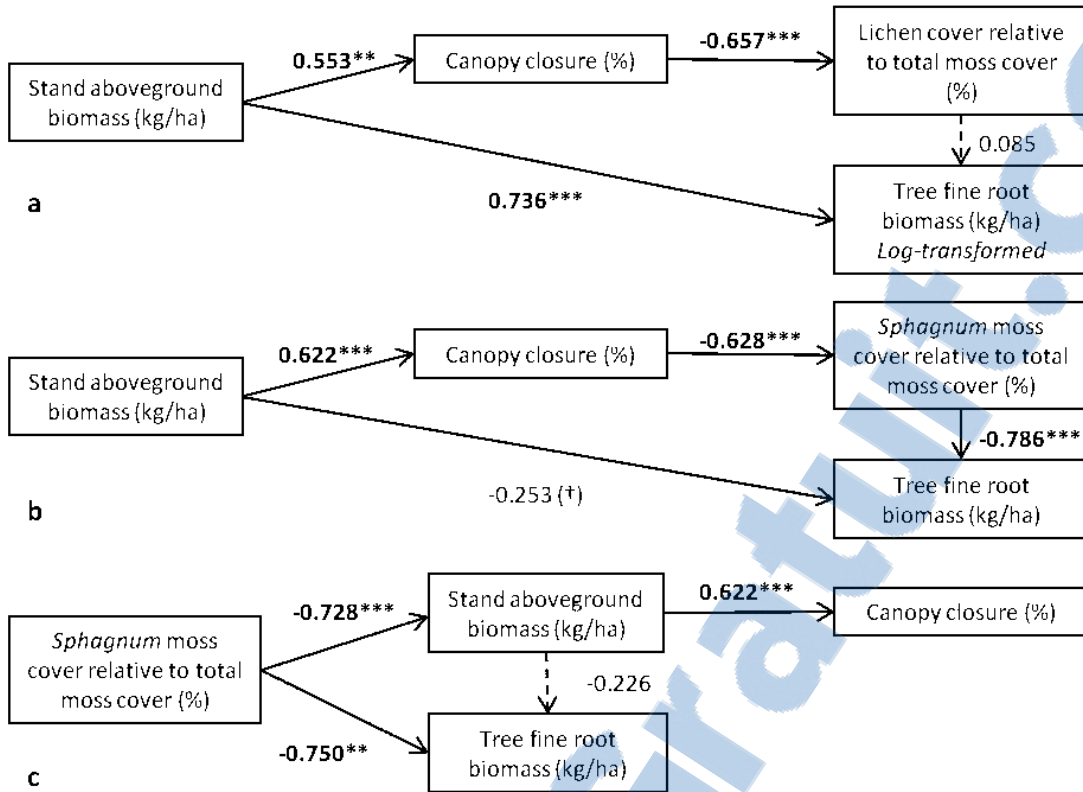 Stand aboveground
biomass (kg/ha)
0.553**
Canopy closure (%)
-0.657***
Lichen cover relative
to total moss cover
(%)
0.085
0.736***
Tree fine root
biomass (kg/ha)
Log-transformed
a
Stand aboveground
biomass (kg/ha)
0.622***
Canopy closure (%)
-0.628***
Sphagnum moss
cover relative to total
moss cover (%)
-0.786***
-0.253 (†)
Tree fine root
biomass (kg/ha)
b
Sphagnum moss
cover relative to total
moss cover (%)
-0.728***
Stand aboveground
biomass (kg/ha)
0.622***
Canopy closure (%)
-0.226
-0.750**
Tree fine root
biomass (kg/ha)
c